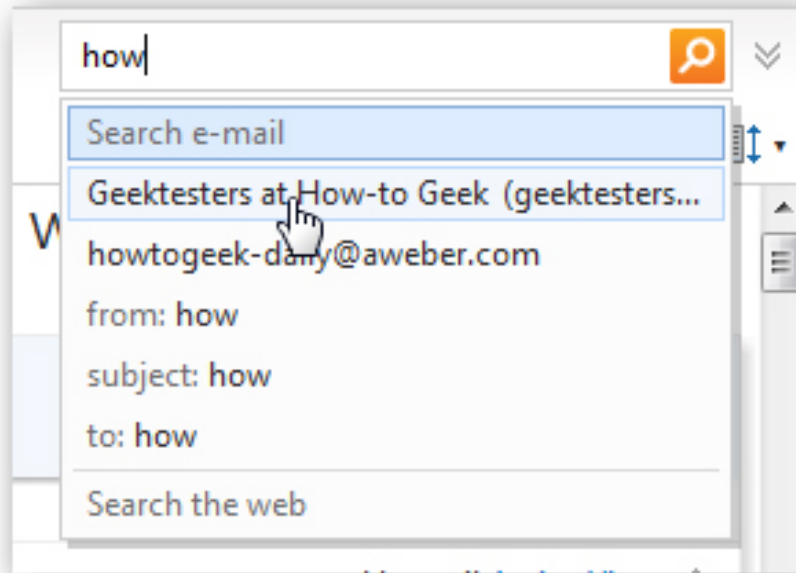 how
Search e-mail
Geektesters at How-to Geek (geektesters...
W
howtogeek-daily@aweber.com
from: how
subject: how
to: how
Search the web